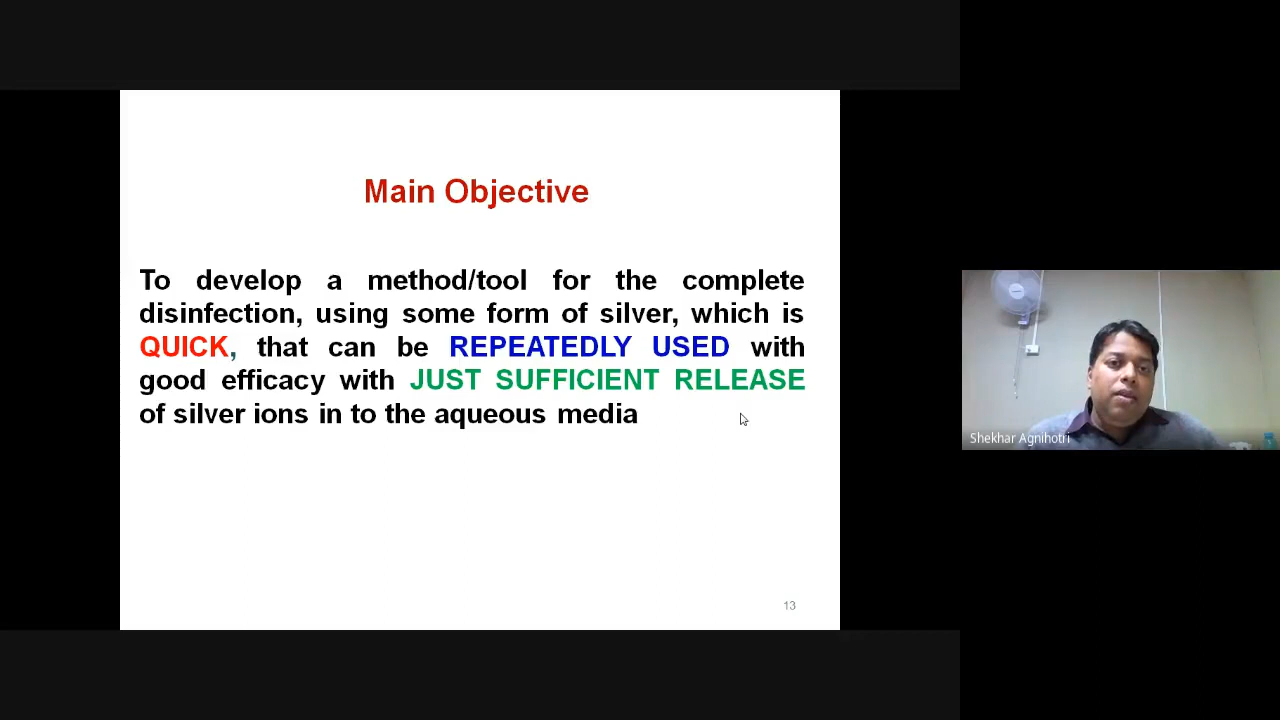 Main Objective
To develop a method/tool for the complete
disinfection, using some form of silver, which is
QUICK, that can be REPEATEDLY USED with
good efficacy with JUST SUFFICIENT RELEASE
of silver ions in to the aqueous media
13
Shekhar Agnihotri